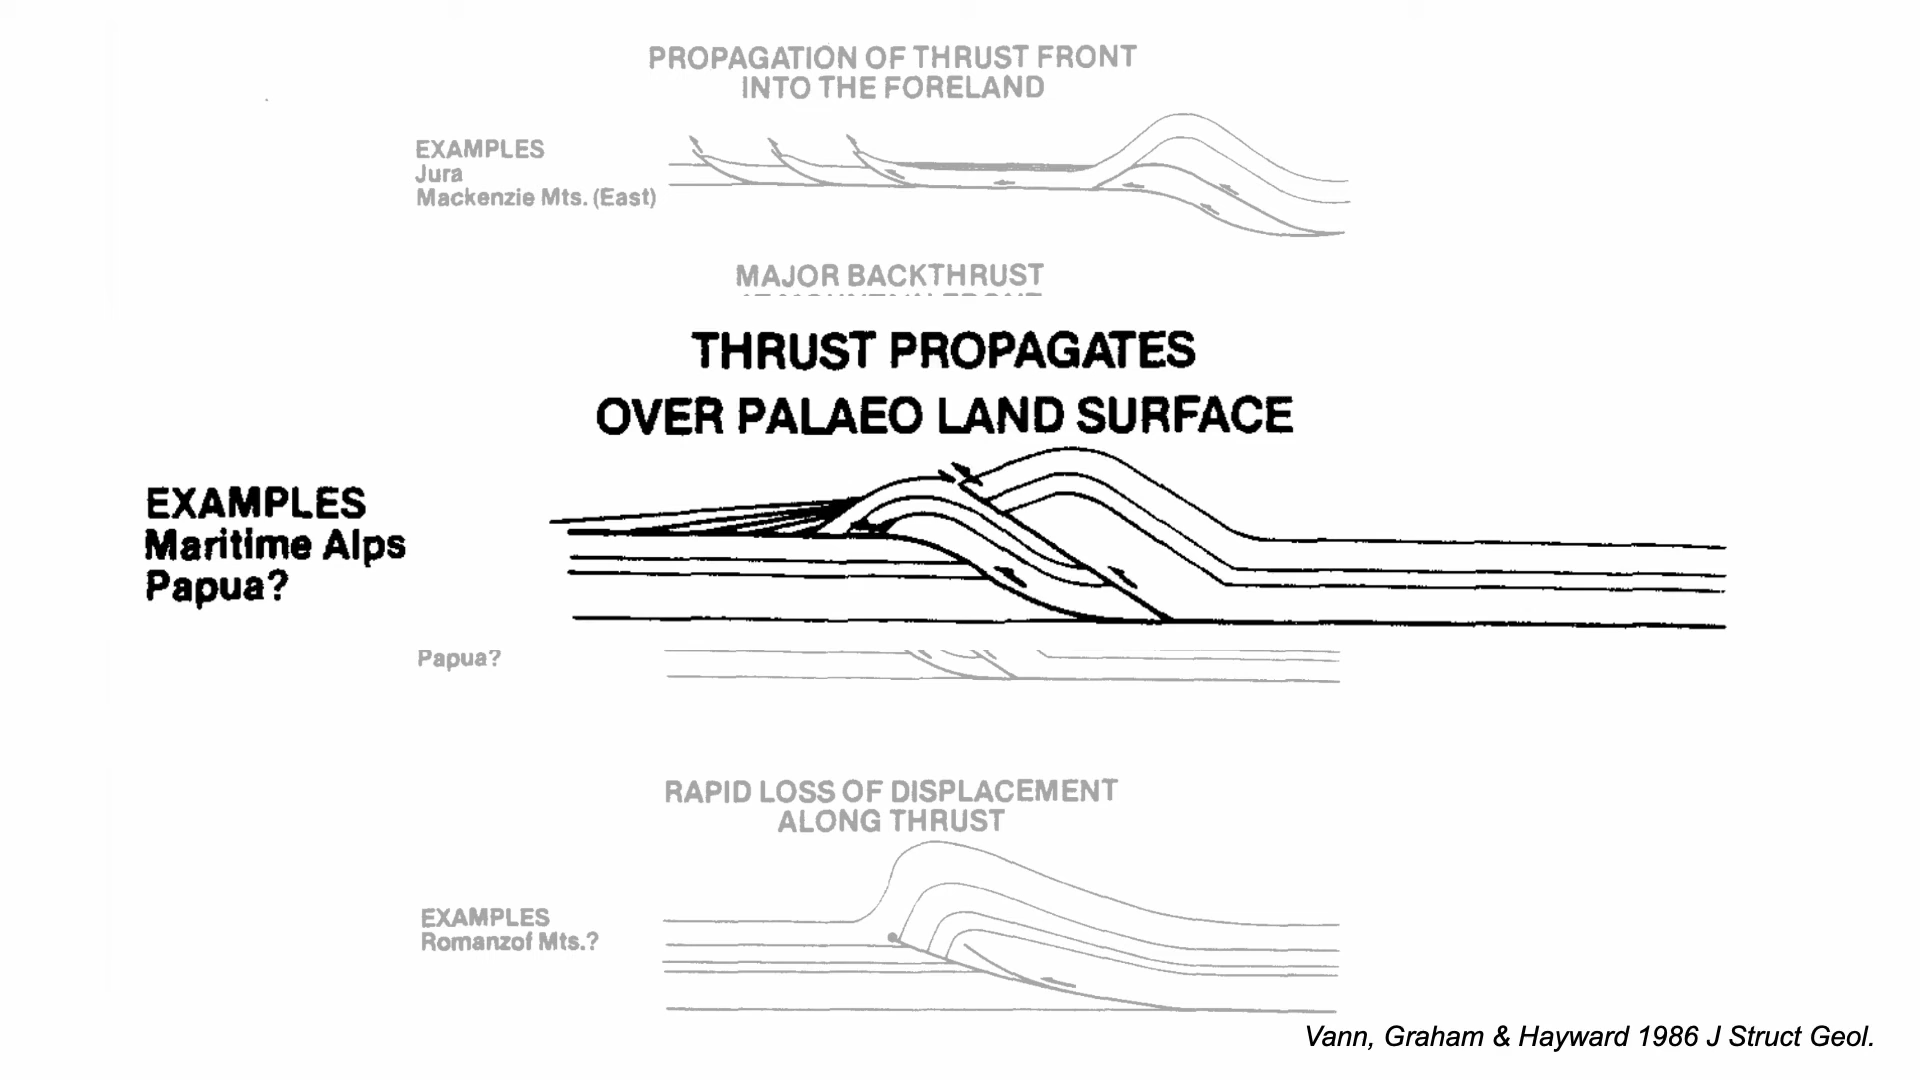 PROPAGATION OF THRUST FRONT
INTO THE FORELAND
EXAMPLES
Jura
Mackenzie Mts. (East)
MAJOR BACKTHRUST
THRUST PROPAGATES
OVER PALAEO LAND SURFACE
EXAMPLES
Maritime Alps
Papua?
Papua?
RAPID LOSS OF DISPLACEMENT
ALONG THRUST
EXAMPLES
Romanzof Mts.?
Vann, Graham & Hayward 1986 J Struct Geol.